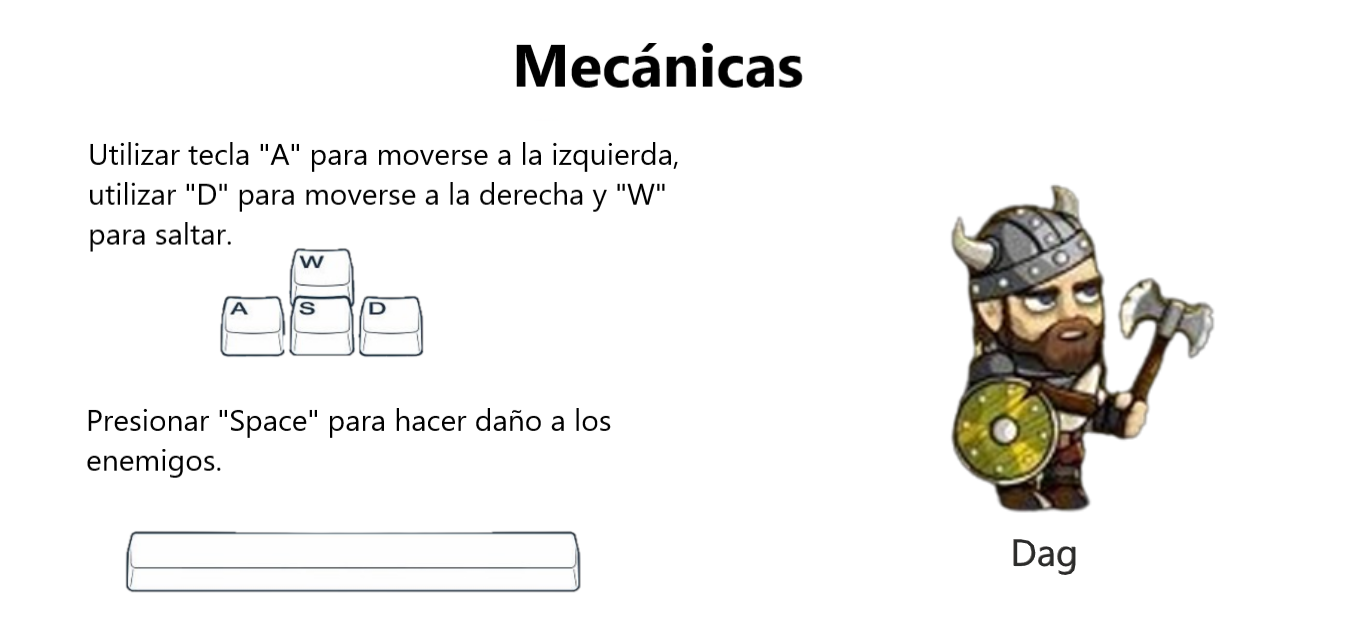 Mecánicas
Utilizar tecla "A" para moverse a la izquierda,
utilizar "D" para moverse a la derecha y "W"
para saltar.
W
A S D
Presionar "Space" para hacer daño a los
enemigos.
Dag